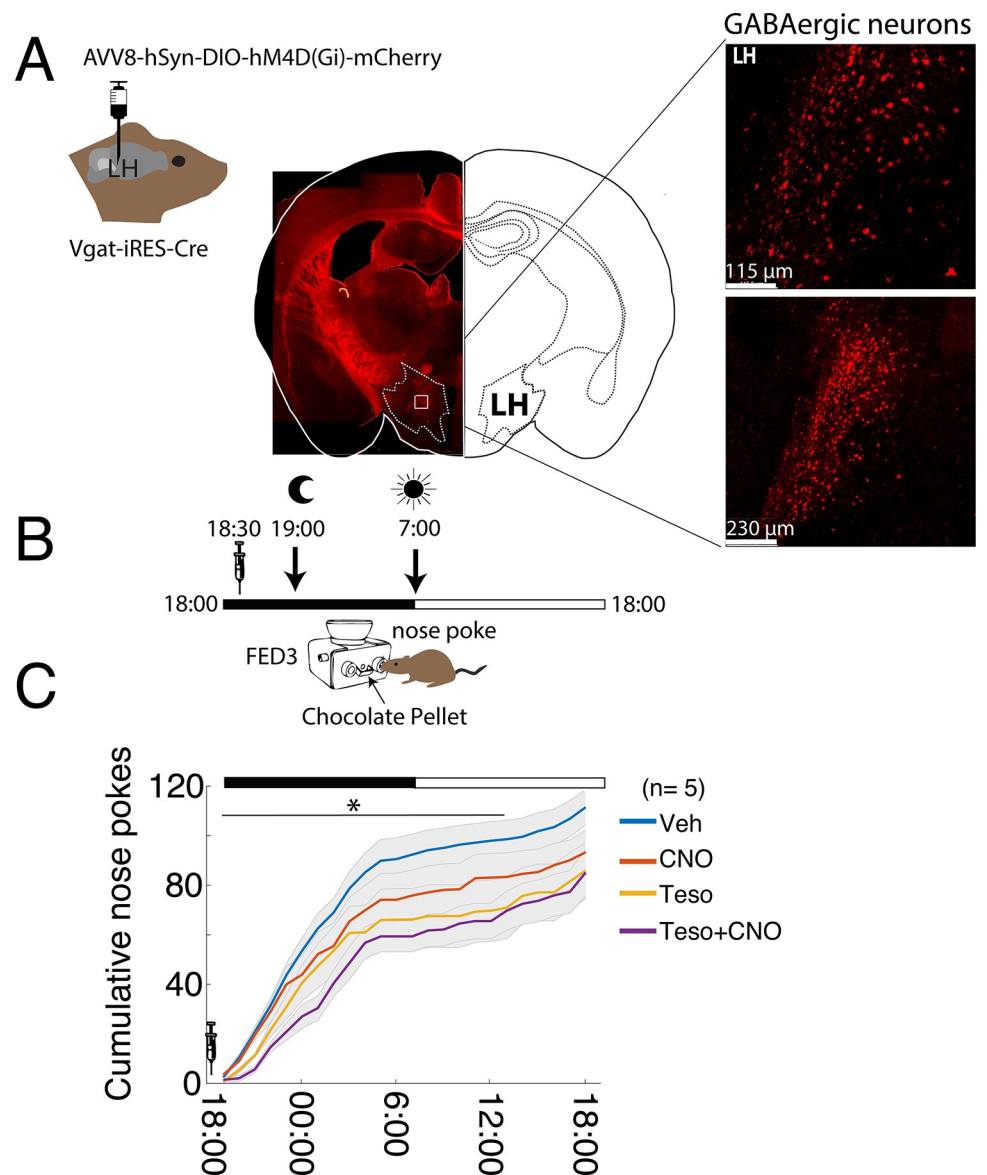 A
AVV8-hSyn-DIO-hM4D(Gi)-mCherry
LH
Vgat-iRES-Cre
LH
GABAergic neurons
LH
115 µm
230 µm
B
18:30 19:00 7:00
18:00 18:00
nose poke
FED3
Chocolate Pellet
C
Cumulative nose pokes
120
80
40
0
*
(n= 5)
Veh
CNO
Teso
Teso+CNO
18:00 00:00 6:00 12:00 18:00